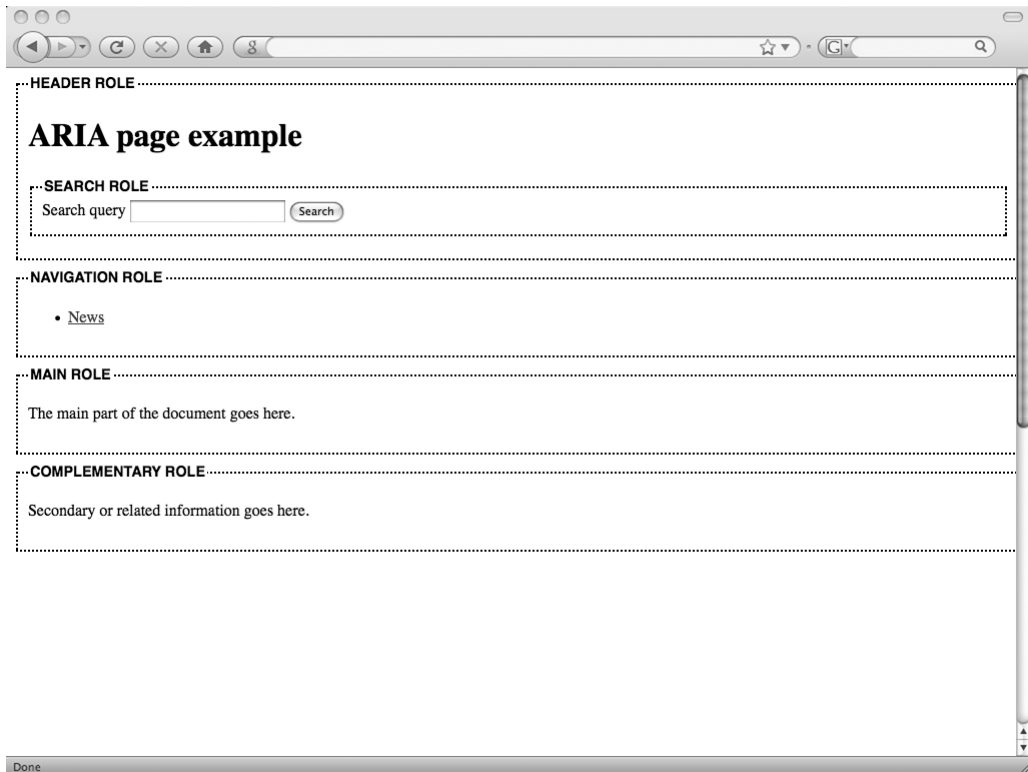 HEADER ROLE
ARIA page example
SEARCH ROLE
Search query Search
NAVIGATION ROLE
• News
MAIN ROLE
The main part of the document goes here.
COMPLEMENTARY ROLE
Secondary or related information goes here.
Done